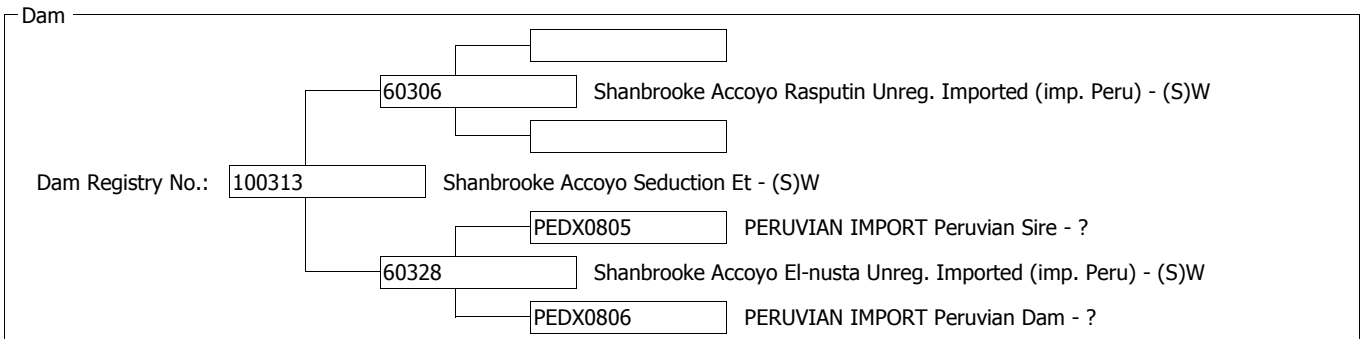 Dam
60306 Shanbrooke Accoyo Rasputin Unreg. Imported (imp. Peru) - (S)W
Dam Registry No.: 100313 Shanbrooke Accoyo Seduction Et - (S)W
PEDX0805 PERUVIAN IMPORT Peruvian Sire - ?
60328 Shanbrooke Accoyo El-nusta Unreg. Imported (imp. Peru) - (S)W
PEDX0806 PERUVIAN IMPORT Peruvian Dam - ?